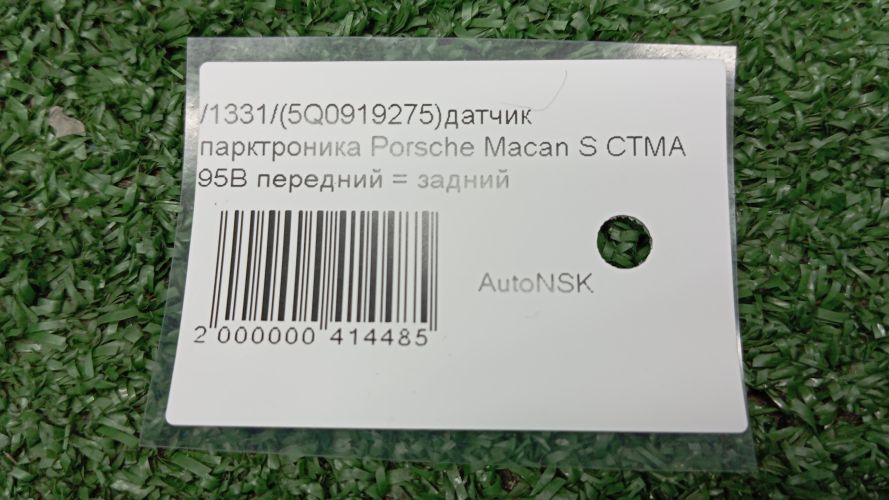 /1331/(5Q0919275)датчик
парктроника Porsche Macan S CTMA
95B передний = задний
AutoNSK
2 000000 414485